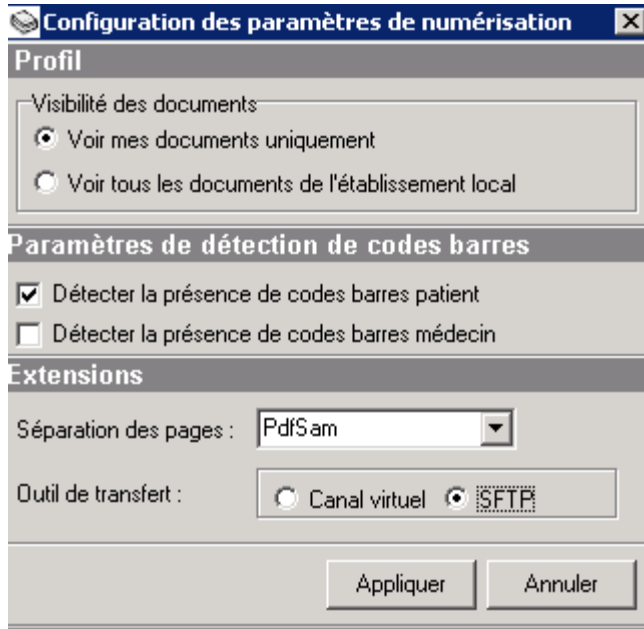 Configuration des paramètres de numérisation
Profil
Visibilité des documents
Voir mes documents uniquement
Voir tous les documents de l'établissement local
Paramètres de détection de codes barres
Détecter la présence de codes barres patient
Détecter la présence de codes barres médecin
Extensions
Séparation des pages : PdfSam
Outil de transfert : Canal virtuel SFTP
Appliquer Annuler